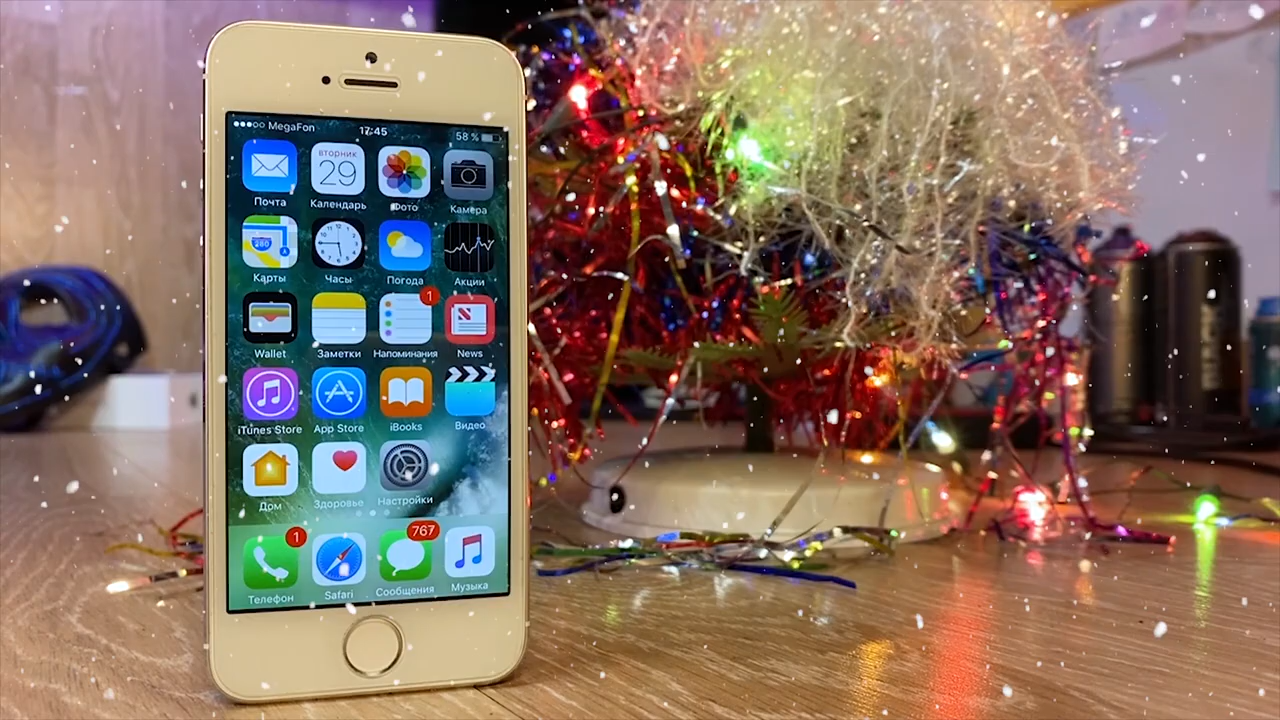 MegaFon 17:45 58 %
вторник
29
Почта Календарь Фото Камера
280
Карты Часы Погода Акции
1
Wallet Заметки Напоминания News
iTunes Store App Store iBooks Видео
Дом Здоровье Настройки
1 767
Телефон Safari Сообщения Музыка